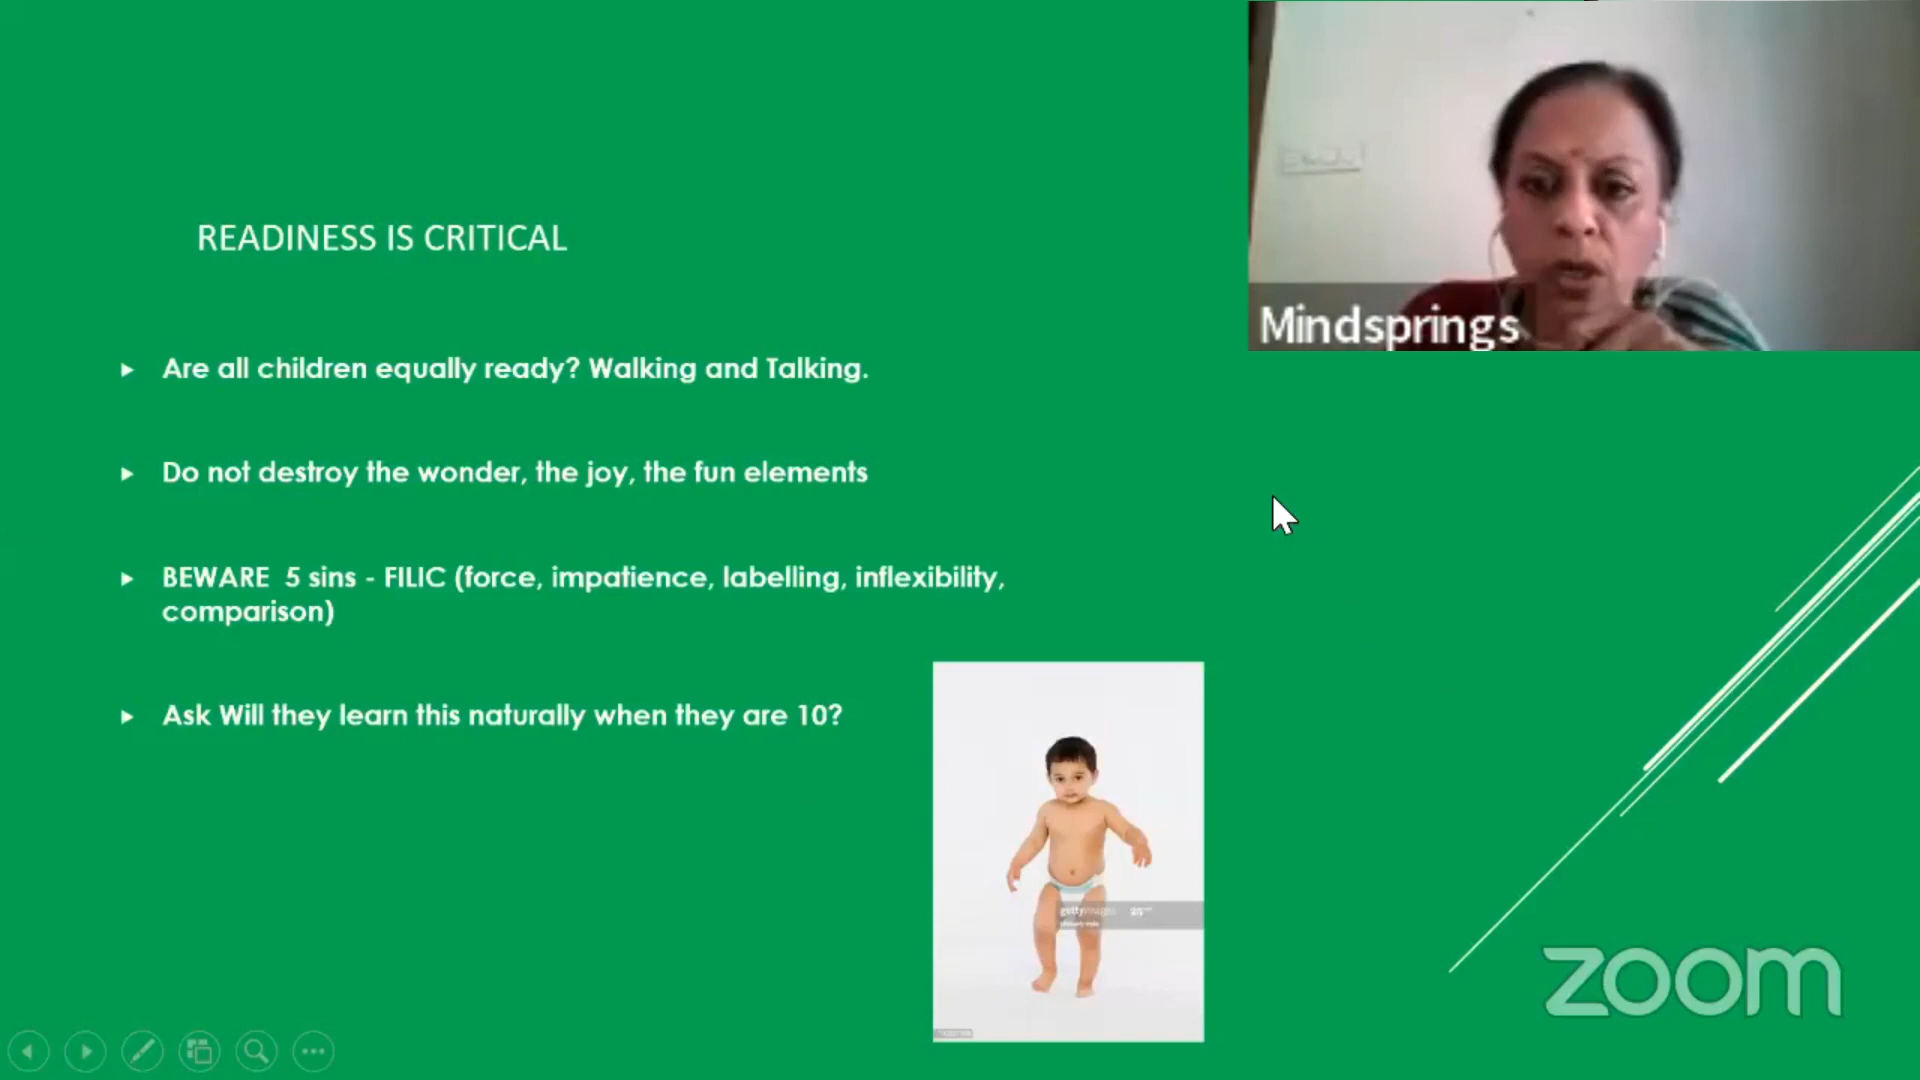 READINESS IS CRITICAL
Are all children equally ready? Walking and Talking.
Do not destroy the wonder, the joy, the fun elements
BEWARE 5 sins - FILIC (force, impatience, labelling, inflexibility,
comparison)
Ask Will they learn this naturally when they are 10?
Mindsprings
gettyimages
zoom